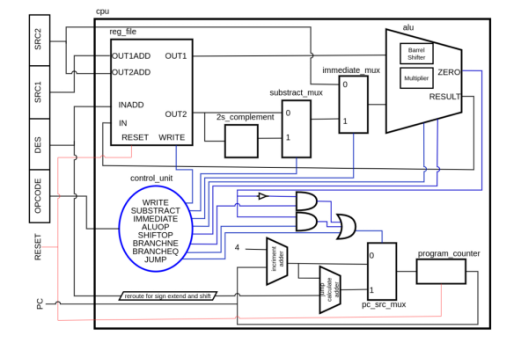 cpu
SRC2
SRC1
DES
OPCODE
RESET
PC
reg_file
OUT1ADD
OUT2ADD
INADD
IN
RESET
WRITE
OUT1
OUT2
2s_complement
substract_mux
0
1
immediate_mux
0
1
alu
Barrel
Shifter
Multiplier
ZERO
RESULT
control_unit
WRITE
SUBSTRACT
IMMEDIATE
ALUOP
SHIFTOP
BRANCHNE
BRANCHEQ
JUMP
4
increment
adder
jump
calculate
adder
reroute for sign extend and shift
0
1
pc_src_mux
program_counter